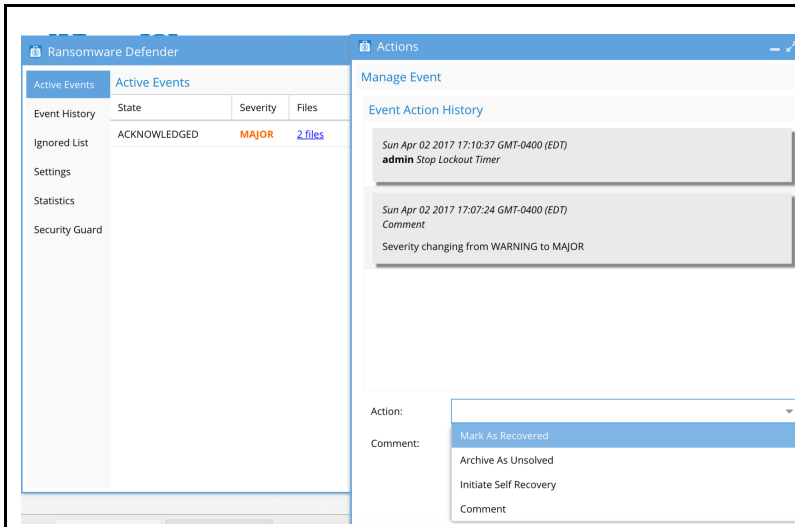 Ransomware Defender
Active Events
Event History
Ignored List
Settings
Statistics
Security Guard
Active Events
State Severity Files
ACKNOWLEDGED MAJOR 2 files
Actions
Manage Event
Event Action History
Sun Apr 02 2017 17:10:37 GMT-0400 (EDT)
admin Stop Lockout Timer
Sun Apr 02 2017 17:07:24 GMT-0400 (EDT)
Comment
Severity changing from WARNING to MAJOR
Action:
Comment:
Mark As Recovered
Archive As Unsolved
Initiate Self Recovery
Comment